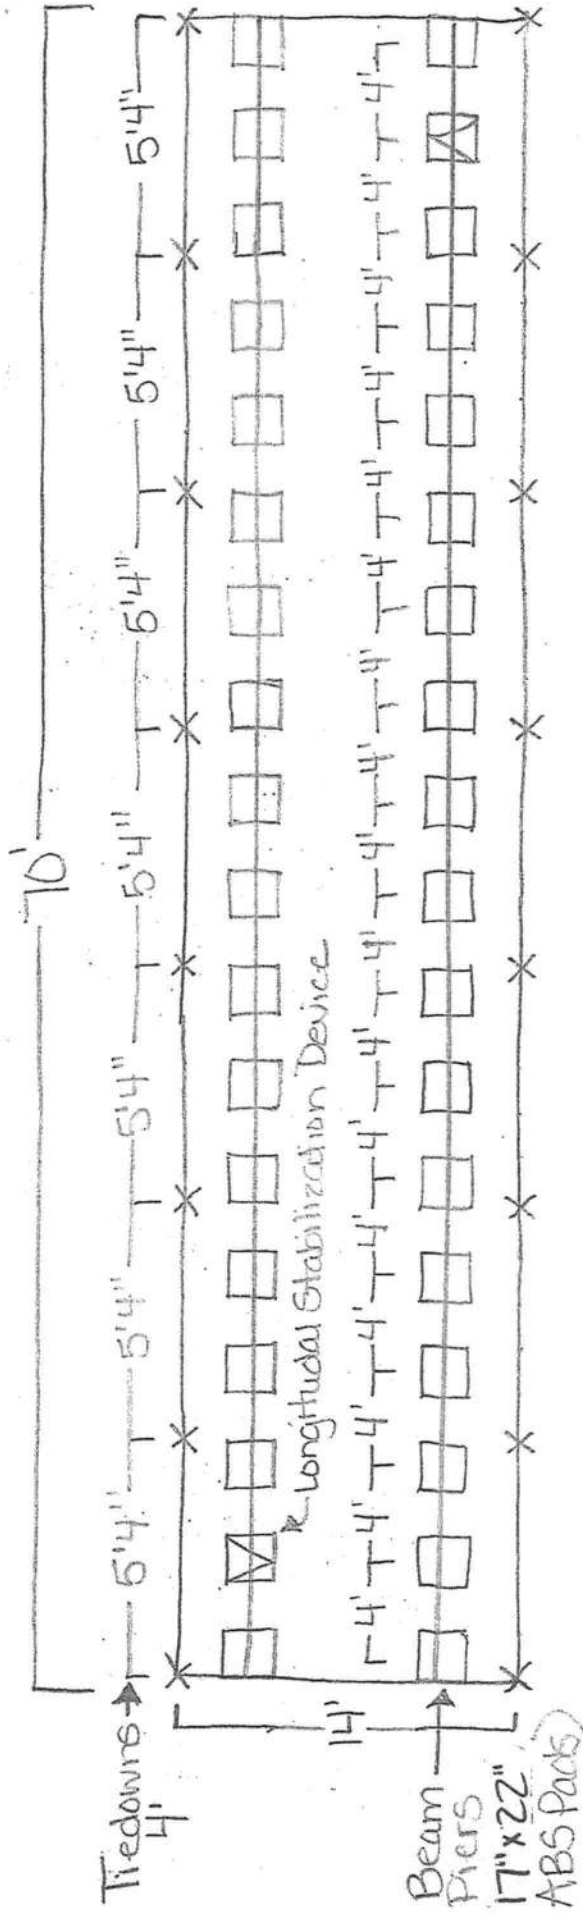 70'
Tiedowns 5'4" 5'4" 5'4" 5'4" 5'4" 5'4" 5'4"
4'
Longitudal Stabilization Device
14'
4' 4' 4' 4' 4' 4' 4' 4' 4' 4' 4' 4' 4' 4' 4' 4' 4'
Beam
Piers
17"x22"
ABS Pads)